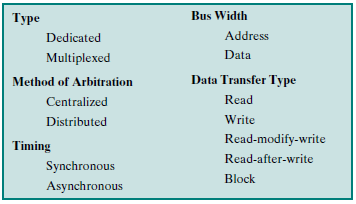 Type
Dedicated
Multiplexed
Method of Arbitration
Centralized
Distributed
Timing
Synchronous
Asynchronous
Bus Width
Address
Data
Data Transfer Type
Read
Write
Read-modify-write
Read-after-write
Block